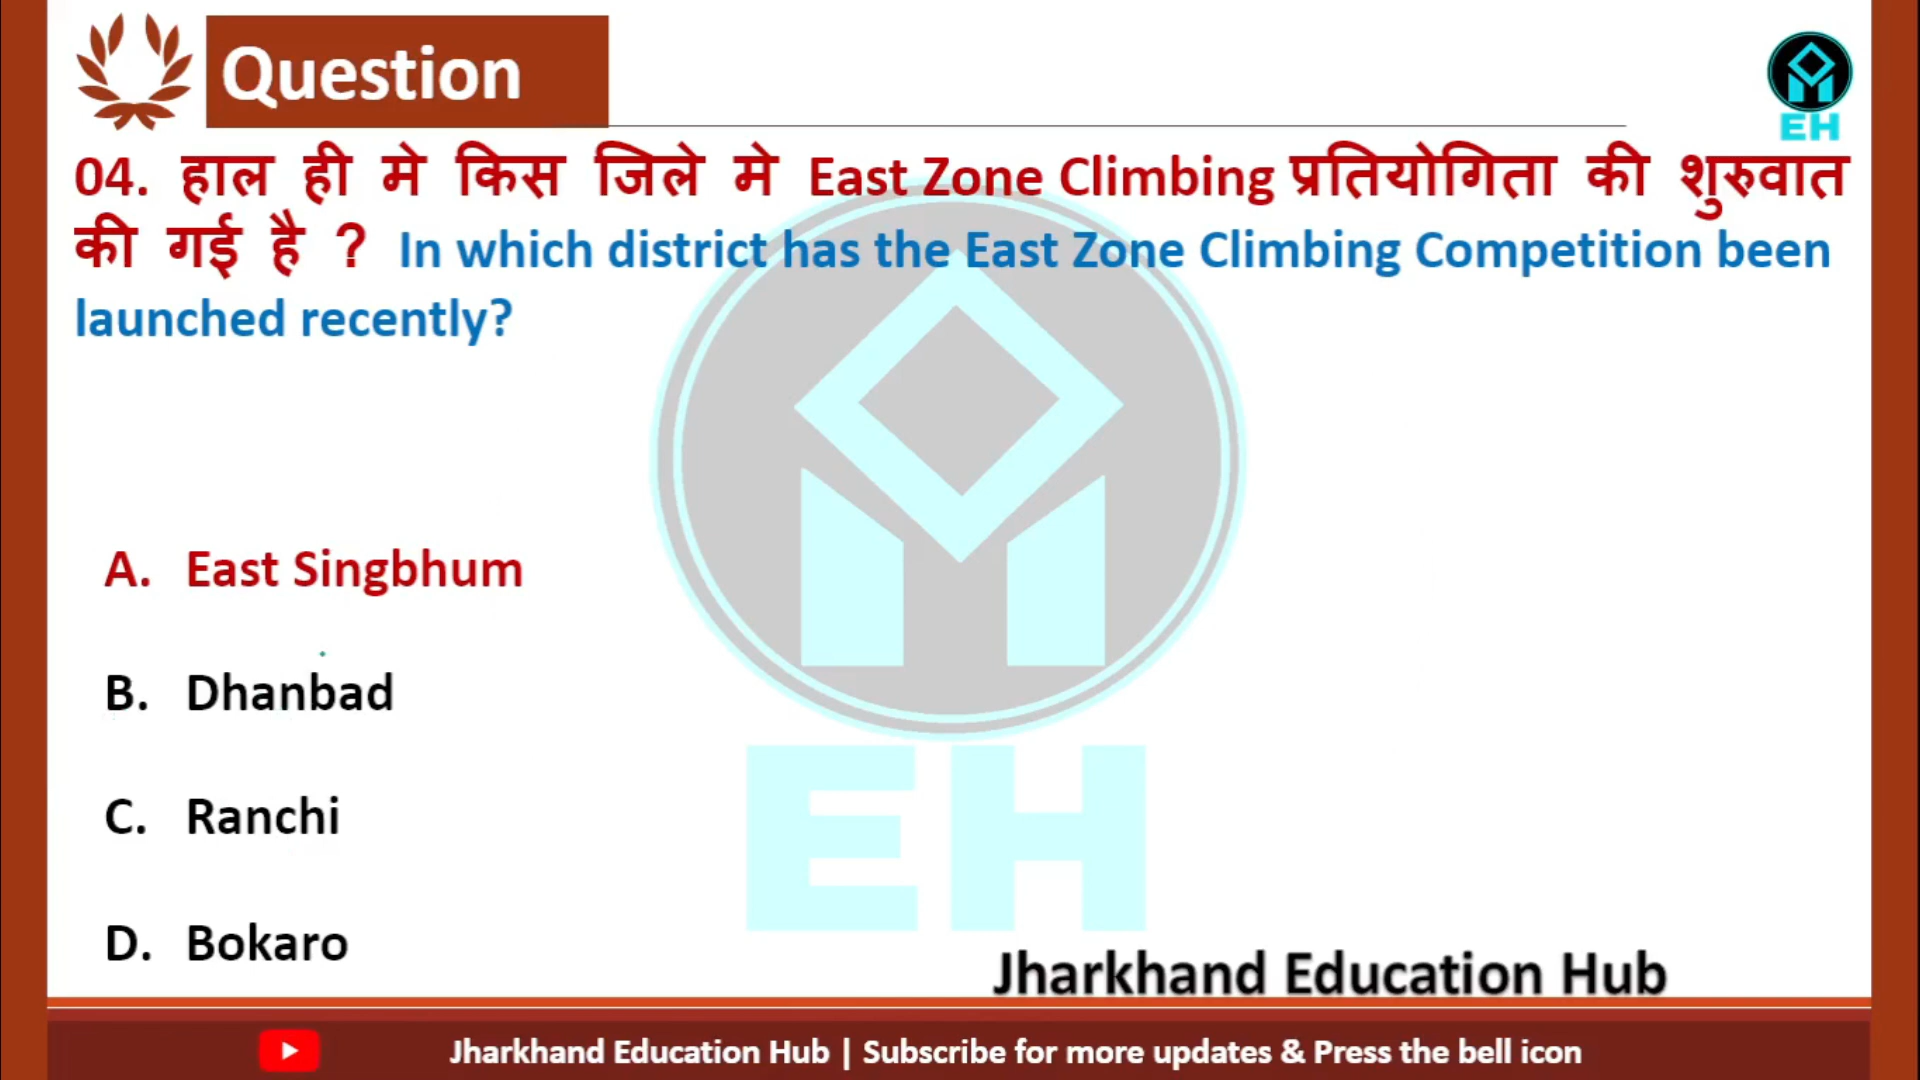 Question
EH
04. हाल ही मे किस जिले मे East Zone Climbing प्रतियोगिता की शुरुवात
की गई है ? In which district has the East Zone Climbing Competition been
launched recently?
A. East Singbhum
B. Dhanbad
C. Ranchi
D. Bokaro
EH
Jharkhand Education Hub
Jharkhand Education Hub | Subscribe for more updates & Press the bell icon